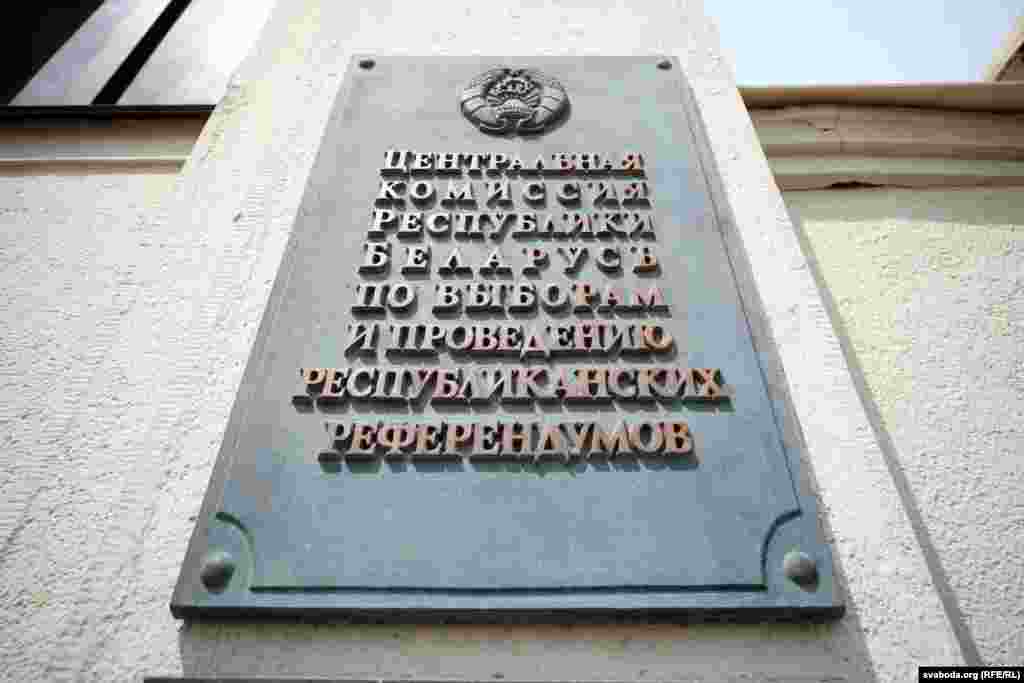 ЦЕНТРАЛЬНАЯ
КОМИССИЯ
РЕСПУБЛИКИ
БЕЛАРУСЬ
ПО ВЫБОРАМ
И ПРОВЕДЕНИЮ
РЕСПУБЛИКАНСКИХ
РЕФЕРЕНДУМОВ
svaboda.org (RFE/RL)